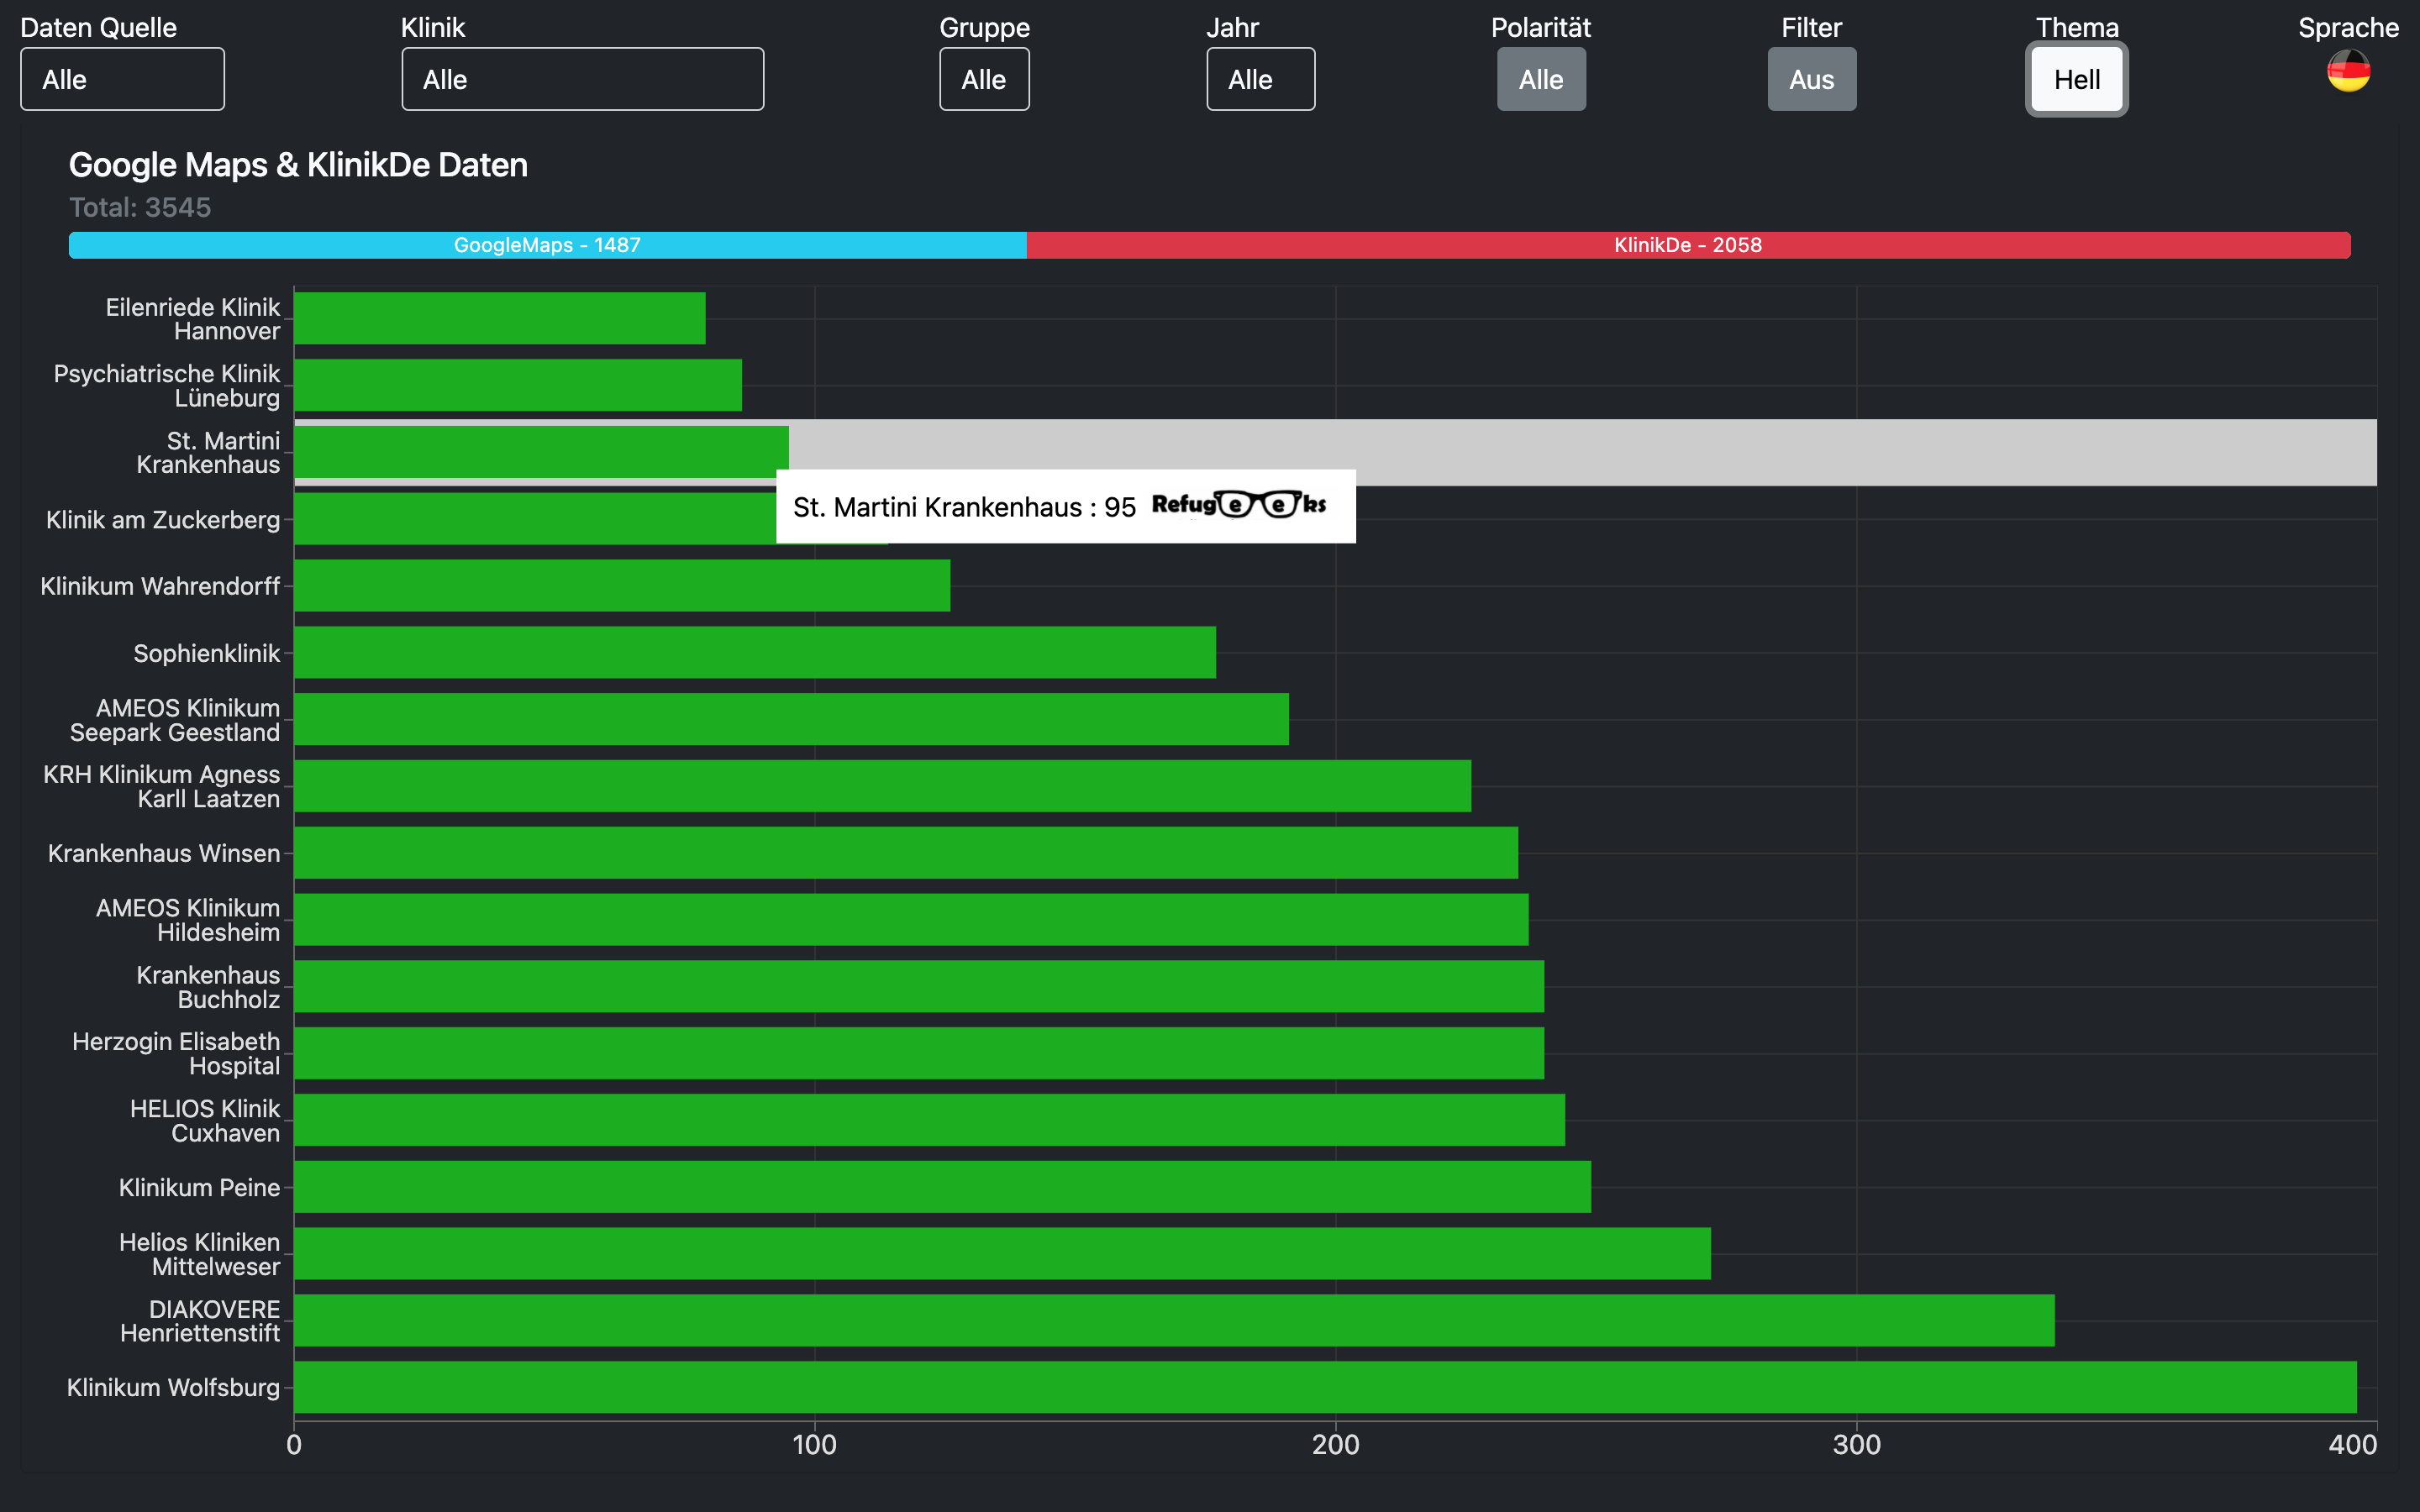 Daten Quelle
Klinik
Gruppe
Jahr
Polarität
Filter
Thema
Sprache
Alle
Alle
Alle
Alle
Alle
Aus
Hell
Google Maps & KlinikDe Daten
Total: 3545
GoogleMaps - 1487
KlinikDe - 2058
Eilenriede Klinik
Hannover
Psychiatrische Klinik
Lüneburg
St. Martini
Krankenhaus
St. Martini Krankenhaus : 95 Refugeeks
Klinik am Zuckerberg
Klinikum Wahrendorff
Sophienklinik
AMEOS Klinikum
Seepark Geestland
KRH Klinikum Agness
Karll Laatzen
Krankenhaus Winsen
AMEOS Klinikum
Hildesheim
Krankenhaus
Buchholz
Herzogin Elisabeth
Hospital
HELIOS Klinik
Cuxhaven
Klinikum Peine
Helios Kliniken
Mittelweser
DIAKOVERE
Henriettenstift
Klinikum Wolfsburg
0 100 200 300 400